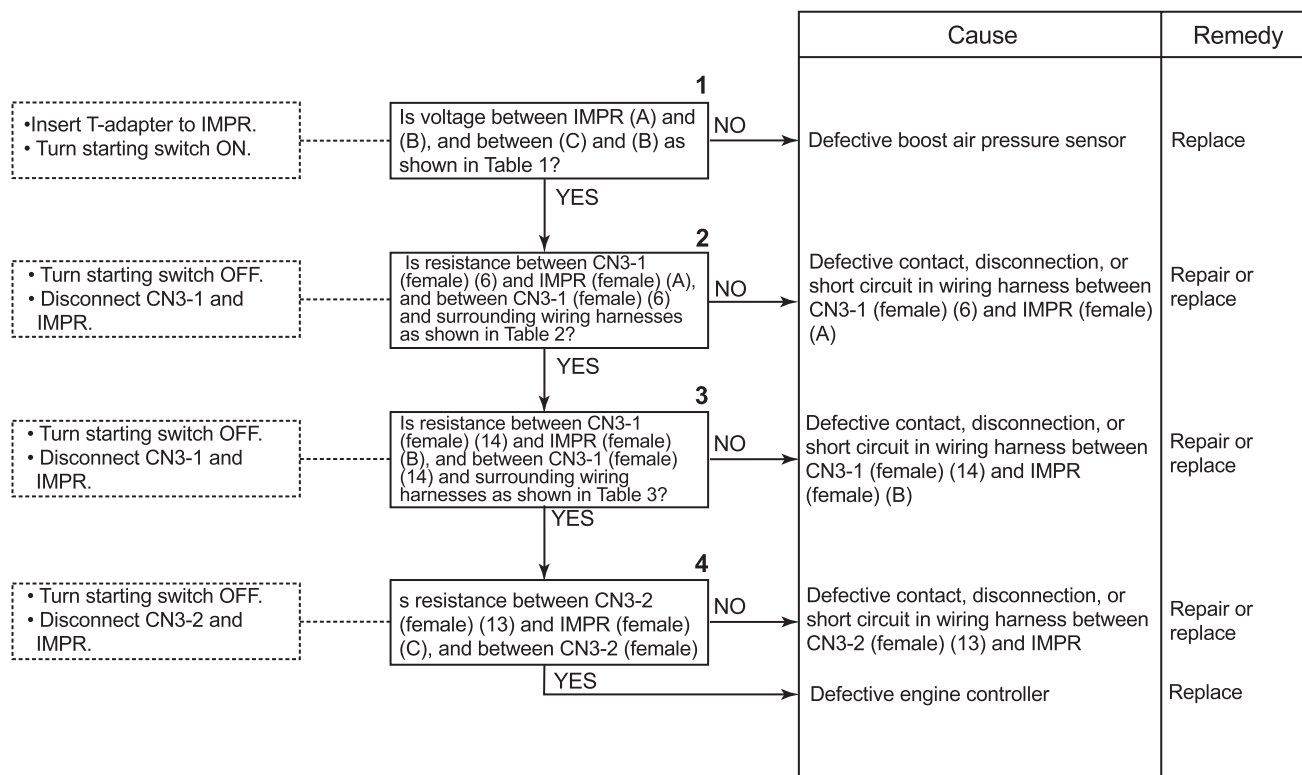 Cause
Remedy
•Insert T-adapter to IMPR.
• Turn starting switch ON.
1
Is voltage between IMPR (A) and
(B), and between (C) and (B) as
shown in Table 1?
NO
Defective boost air pressure sensor
Replace
YES
• Turn starting switch OFF.
• Disconnect CN3-1 and
IMPR.
2
Is resistance between CN3-1
(female) (6) and IMPR (female) (A),
and between CN3-1 (female) (6)
and surrounding wiring harnesses
as shown in Table 2?
NO
Defective contact, disconnection, or
short circuit in wiring harness between
CN3-1 (female) (6) and IMPR (female)
(A)
Repair or
replace
YES
• Turn starting switch OFF.
• Disconnect CN3-1 and
IMPR.
3
Is resistance between CN3-1
(female) (14) and IMPR (female)
(B), and between CN3-1 (female)
(14) and surrounding wiring
harnesses as shown in Table 3?
NO
Defective contact, disconnection, or
short circuit in wiring harness between
CN3-1 (female) (14) and IMPR
(female) (B)
Repair or
replace
YES
• Turn starting switch OFF.
• Disconnect CN3-2 and
IMPR.
4
s resistance between CN3-2
(female) (13) and IMPR (female)
(C), and between CN3-2 (female)
NO
Defective contact, disconnection, or
short circuit in wiring harness between
CN3-2 (female) (13) and IMPR
Repair or
replace
YES
Defective engine controller
Replace